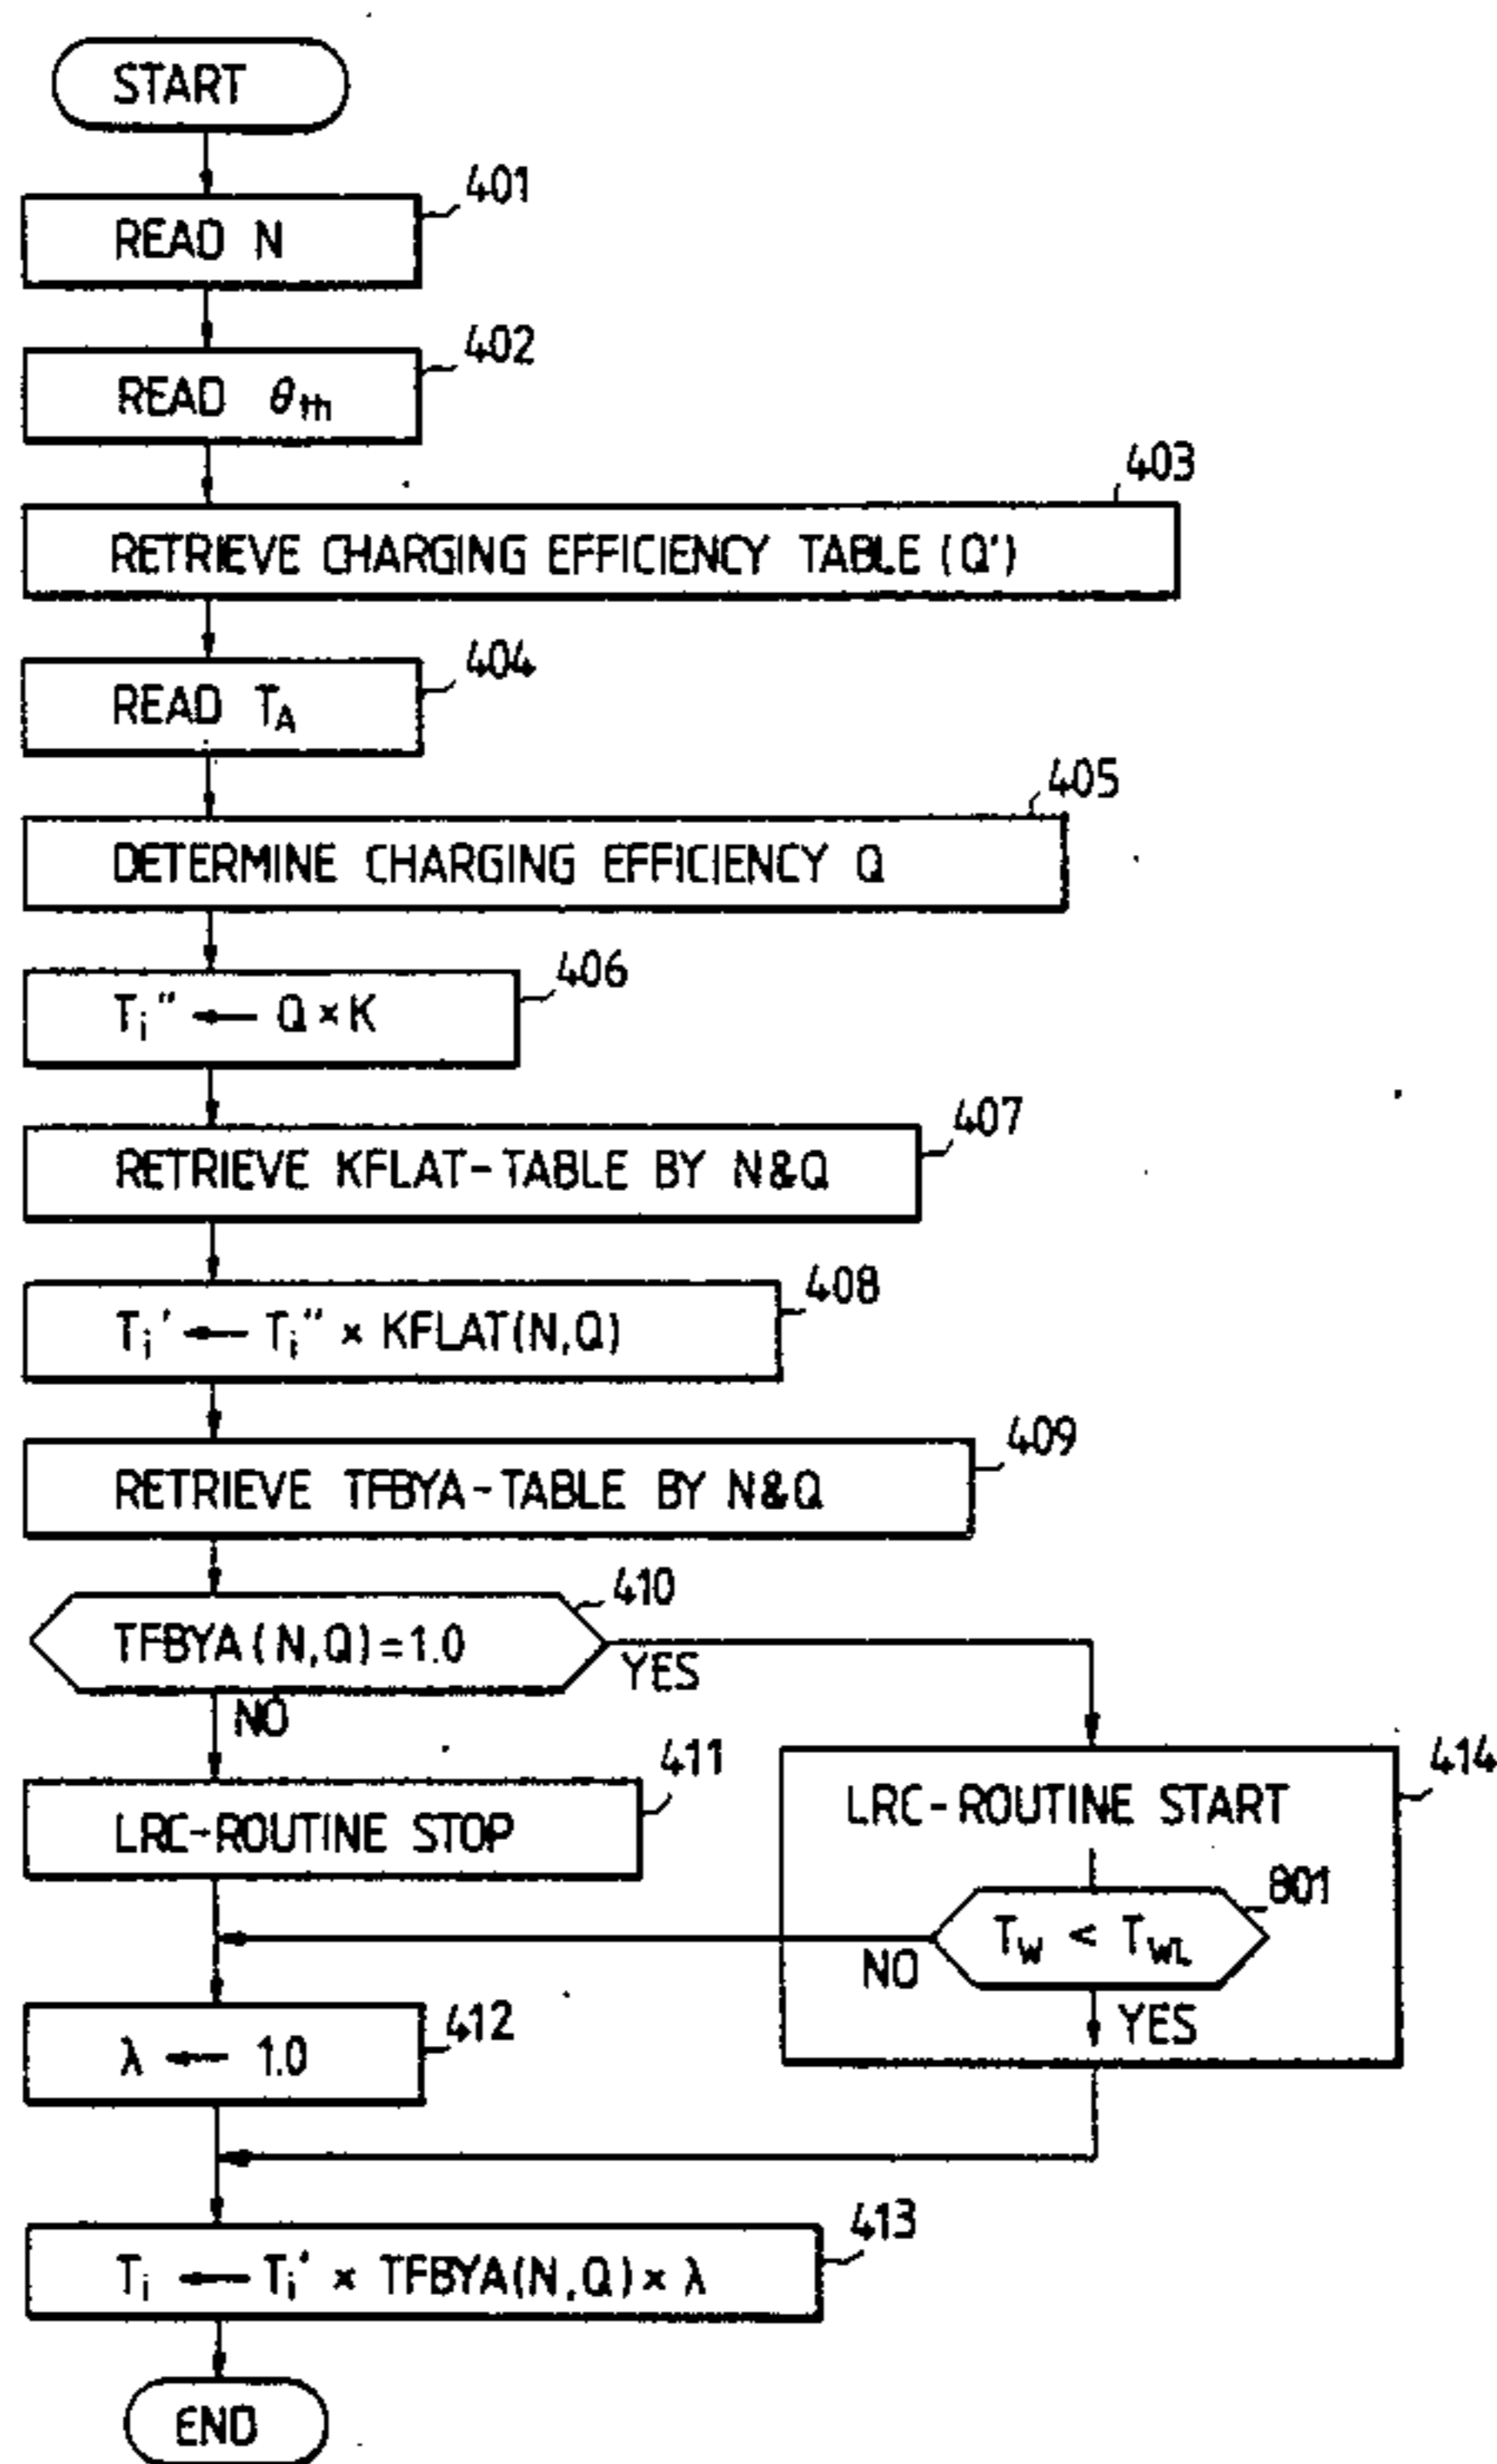 START
401
READ N
402
READ θth
403
RETRIEVE CHARGING EFFICIENCY TABLE (Q')
404
READ TA
405
DETERMINE CHARGING EFFICIENCY Q
406
Ti" ← Q × K
407
RETRIEVE KFLAT-TABLE BY N&Q
408
Ti' ← Ti" × KFLAT(N,Q)
409
RETRIEVE TFBYA-TABLE BY N&Q
410
TFBYA(N,Q)=1.0
YES
NO
411
LRC-ROUTINE STOP
414
LRC-ROUTINE START
801
TW < TWL
NO
YES
412
λ ← 1.0
413
Ti ← Ti' × TFBYA(N,Q) × λ
END